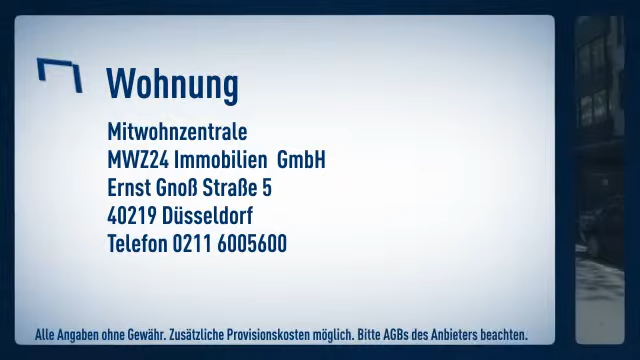 Wohnung
Mitwohnzentrale
MWZ24 Immobilien GmbH
Ernst Gnoß Straße 5
40219 Düsseldorf
Telefon 0211 6005600
Alle Angaben ohne Gewähr. Zusätzliche Provisionskosten möglich. Bitte AGBs des Anbieters beachten.